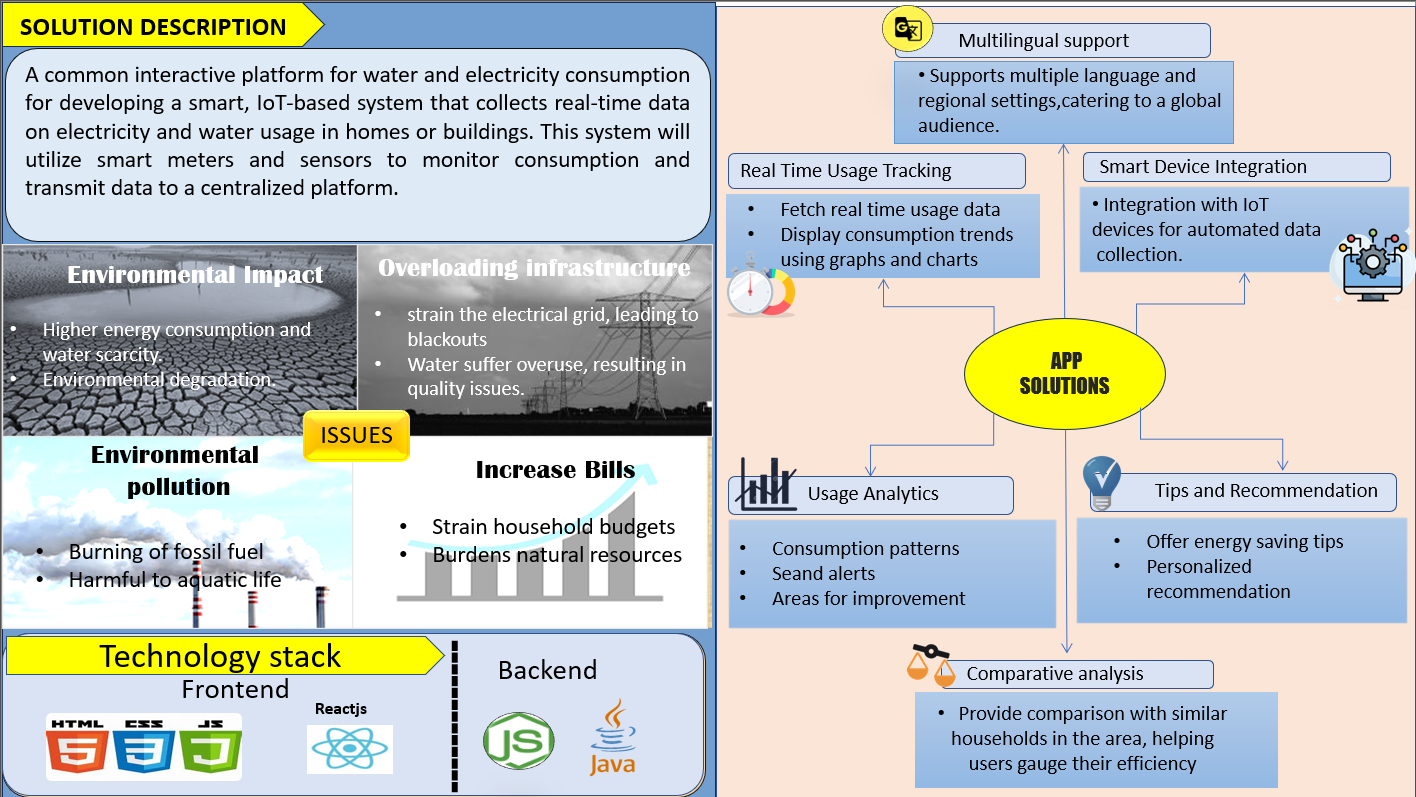 SOLUTION DESCRIPTION
A common interactive platform for water and electricity consumption
for developing a smart, IoT-based system that collects real-time data
on electricity and water usage in homes or buildings. This system will
utilize smart meters and sensors to monitor consumption and
transmit data to a centralized platform.
Environmental Impact
• Higher energy consumption and
water scarcity.
• Environmental degradation.
Overloading infrastructure
• strain the electrical grid, leading to
blackouts
• Water suffer overuse, resulting in
quality issues.
ISSUES
Environmental
pollution
• Burning of fossil fuel
• Harmful to aquatic life
Increase Bills
• Strain household budgets
• Burdens natural resources
Technology stack
Frontend
HTML CSS JS
5 3 J
Reactjs
Backend
JS
Java
Multilingual support
• Supports multiple language and
regional settings,catering to a global
audience.
Real Time Usage Tracking
• Fetch real time usage data
• Display consumption trends
using graphs and charts
Smart Device Integration
• Integration with IoT
devices for automated data
collection.
APP
SOLUTIONS
Usage Analytics
• Consumption patterns
• Seand alerts
• Areas for improvement
Tips and Recommendation
• Offer energy saving tips
• Personalized
recommendation
Comparative analysis
• Provide comparison with similar
households in the area, helping
users gauge their efficiency